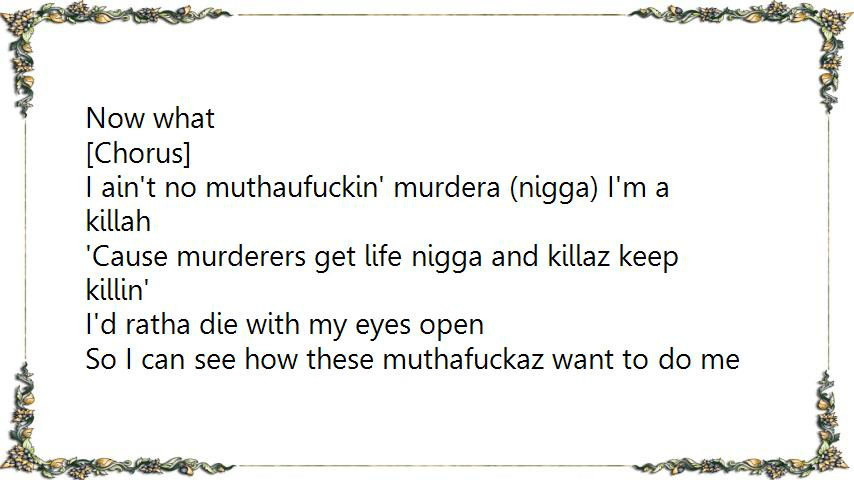 Now what
[Chorus]
I ain't no muthaufuckin' murdera (nigga) I'm a
killah
'Cause murderers get life nigga and killaz keep
killin'
I'd ratha die with my eyes open
So I can see how these muthafuckaz want to do me